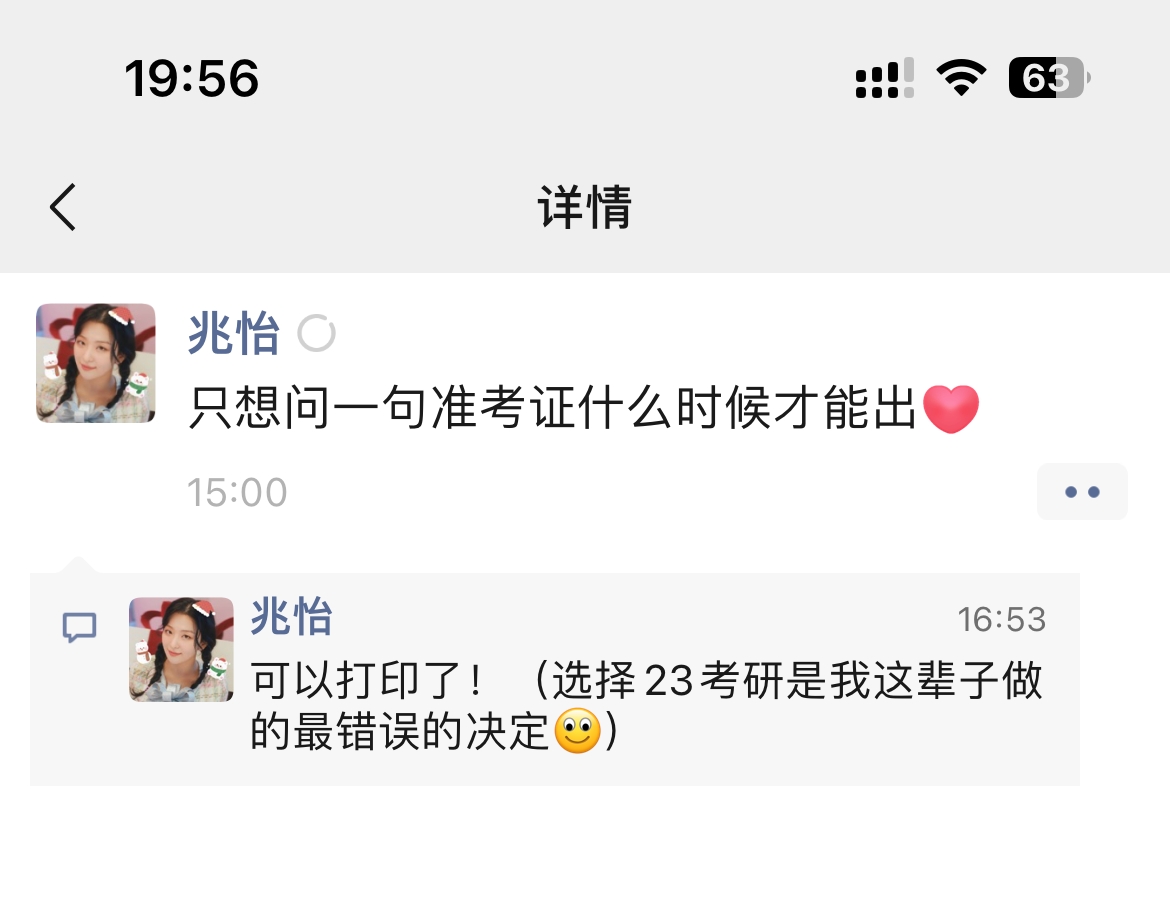 19:56
63
详情
兆怡
只想问一句准考证什么时候才能出❤️
15:00
兆怡
16:53
可以打印了！（选择23考研是我这辈子做
的最错误的决定🙂）